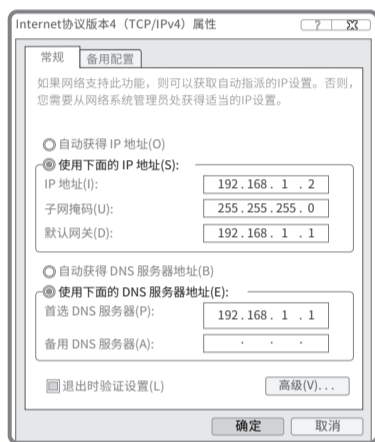 Internet协议版本4（TCP/IPv4）属性
常规 备用配置
如果网络支持此功能，则可以获取自动指派的IP设置。否则，
您需要从网络系统管理员处获得适当的IP设置。
自动获得 IP 地址(O)
使用下面的 IP 地址(S):
IP 地址(I): 192.168. 1 . 2
子网掩码(U): 255.255.255. 0
默认网关(D): 192.168. 1 . 1
自动获得 DNS 服务器地址(B)
使用下面的 DNS 服务器地址(E):
首选 DNS 服务器(P): 192.168. 1 . 1
备用 DNS 服务器(A): . . .
退出时验证设置(L) 高级(V)...
确定 取消